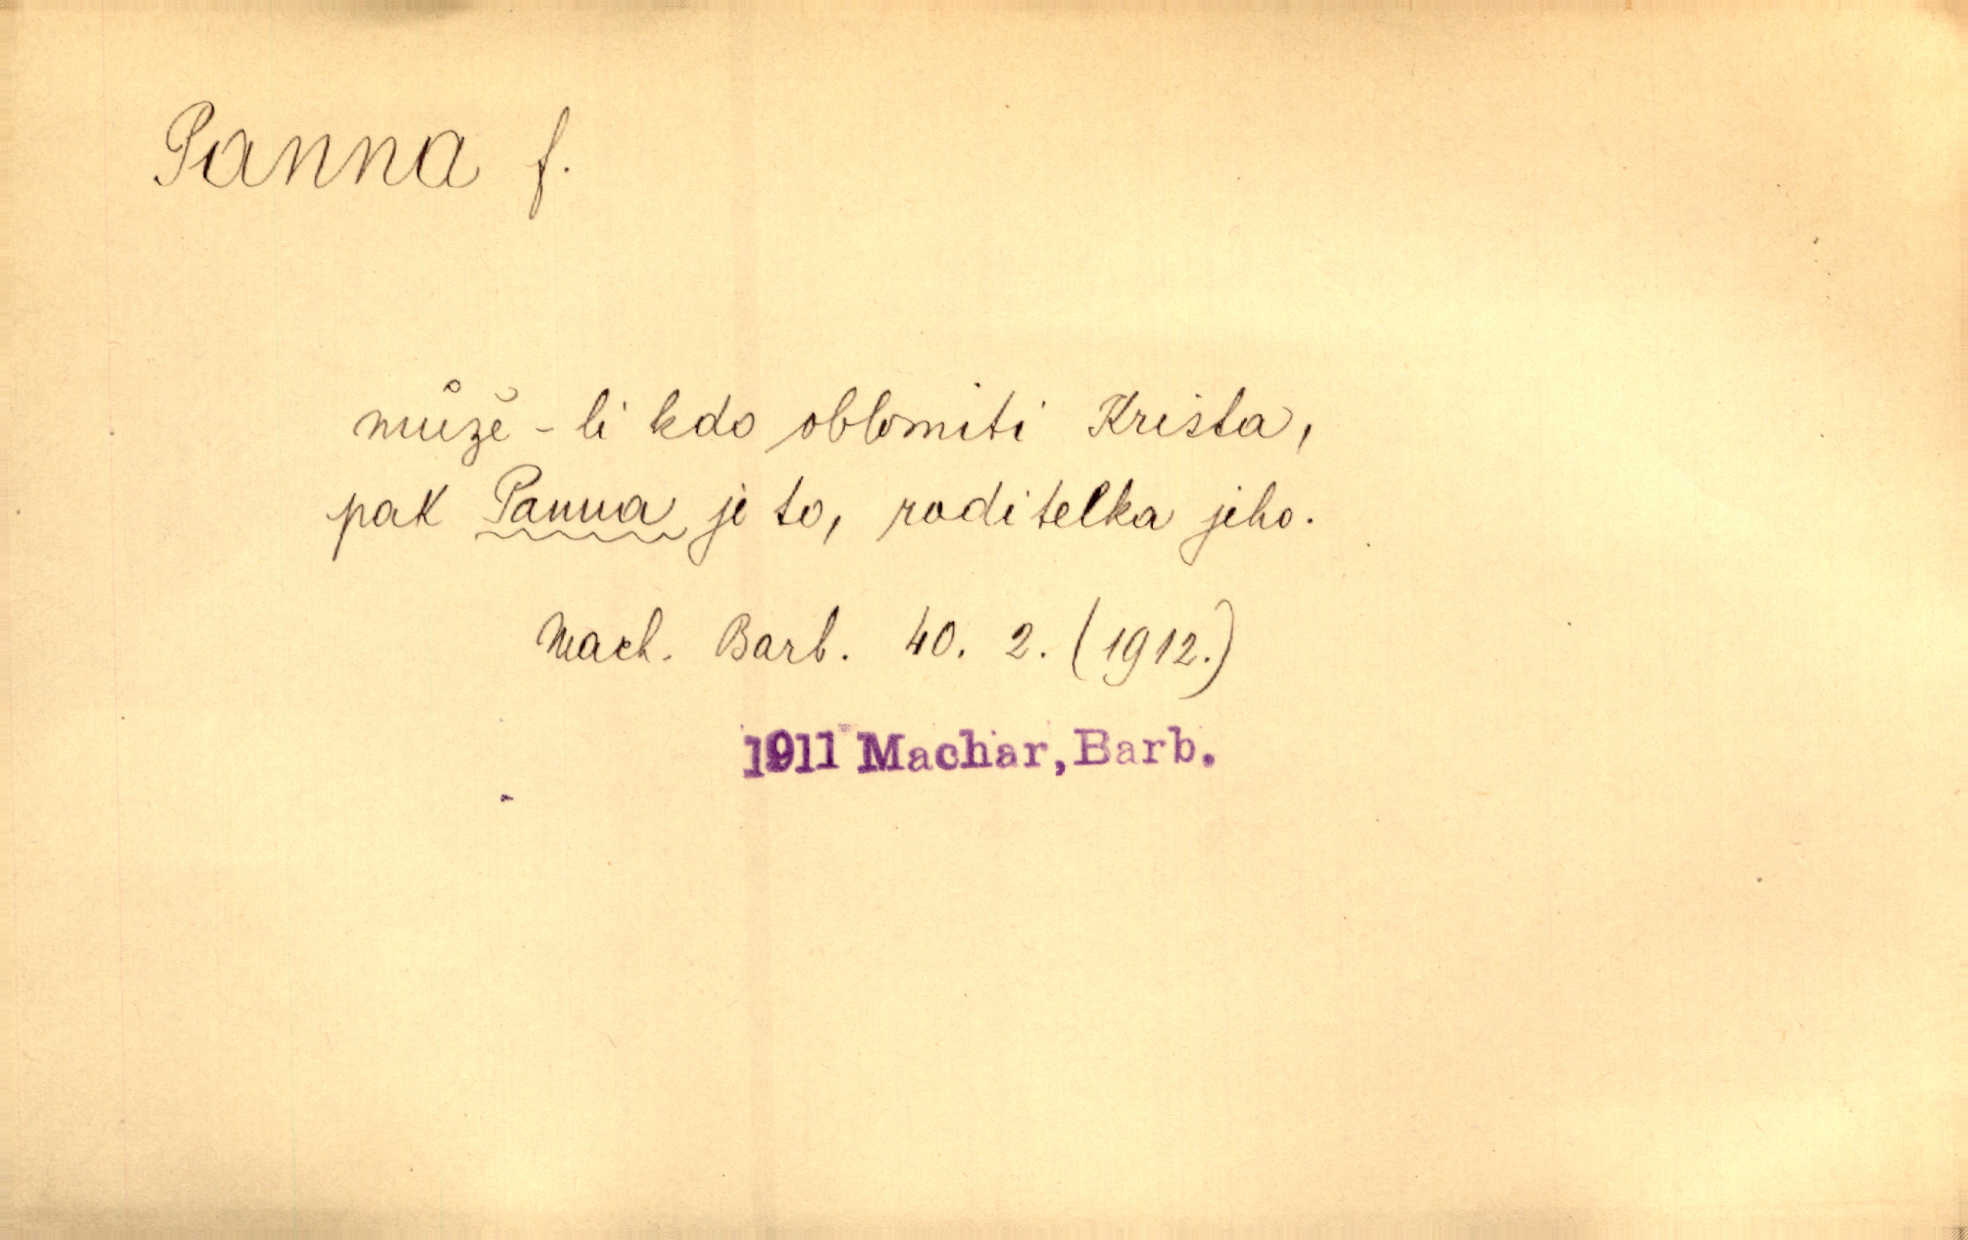 Panna f.
může-li kdo oblomiti Krista,
pak Panna je to, roditelka jeho.
Mach. Barb. 40. 2. (1912.)
1911 Machar, Barb.